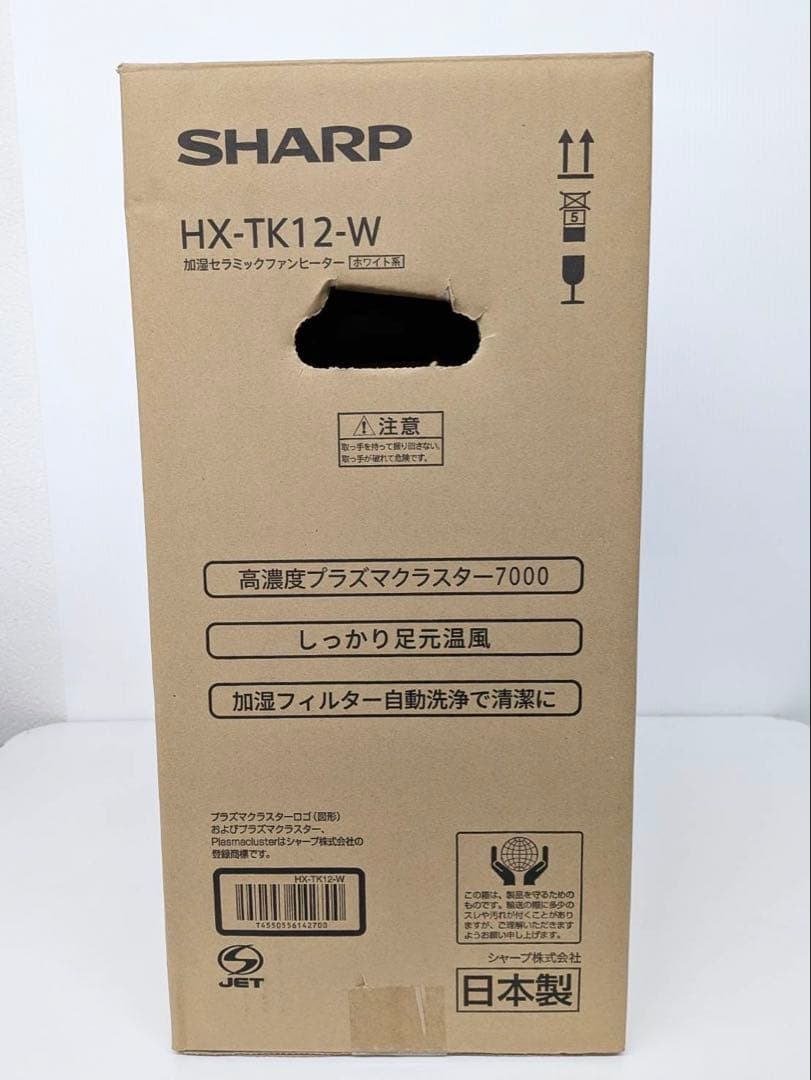 SHARP
HX-TK12-W
加湿セラミックファンヒーター ホワイト系
5
注意
取っ手を持って振り回さない。
取っ手が破れて危険です。
高濃度プラズマクラスター7000
しっかり足元温風
加湿フィルター自動洗浄で清潔に
プラズマクラスターロゴ(図形)
およびプラズマクラスター、
Plasmaclusterはシャープ株式会社の
登録商標です。
HX-TK12-W
T4550556142700
JET
この箱は、製品を守るための
ものです。輸送の際に多少の
スレや汚れが付くことがあり
ますが、ご理解いただきます
ようお願い申し上げます。
シャープ株式会社
日本製